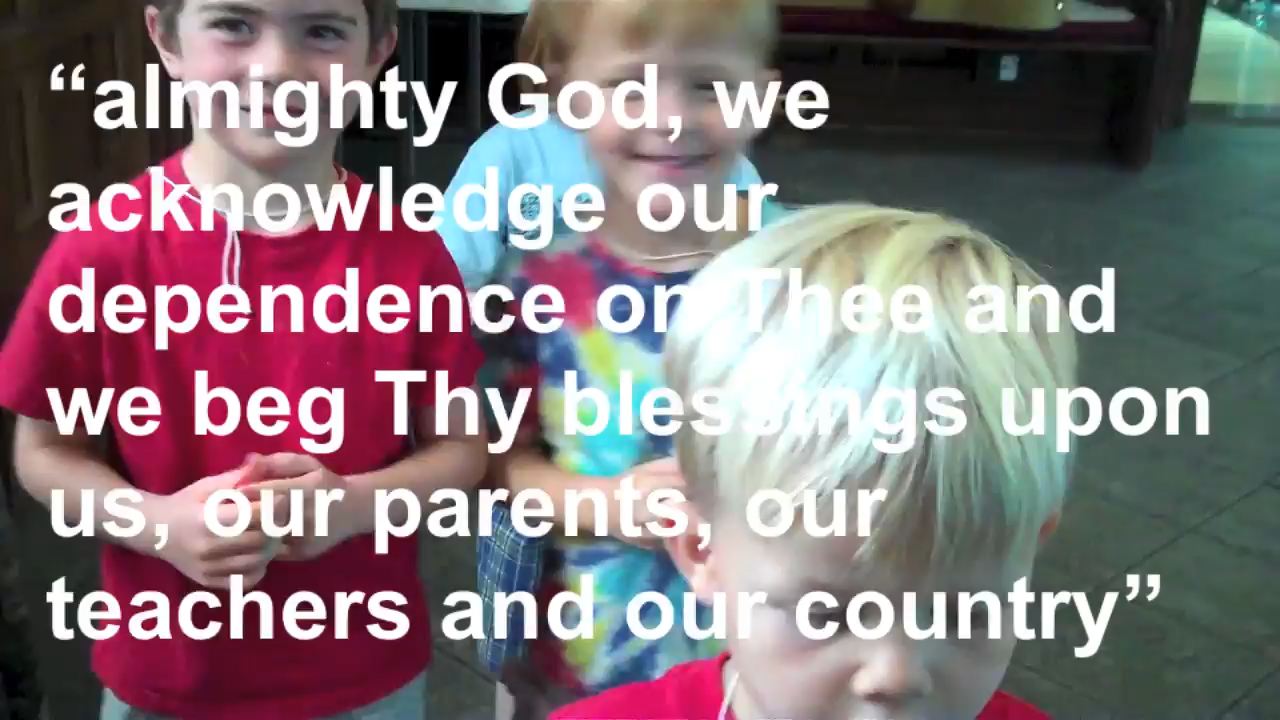 “almighty God, we
acknowledge our
dependence on Thee and
we beg Thy blessings upon
us, our parents, our
teachers and our country”